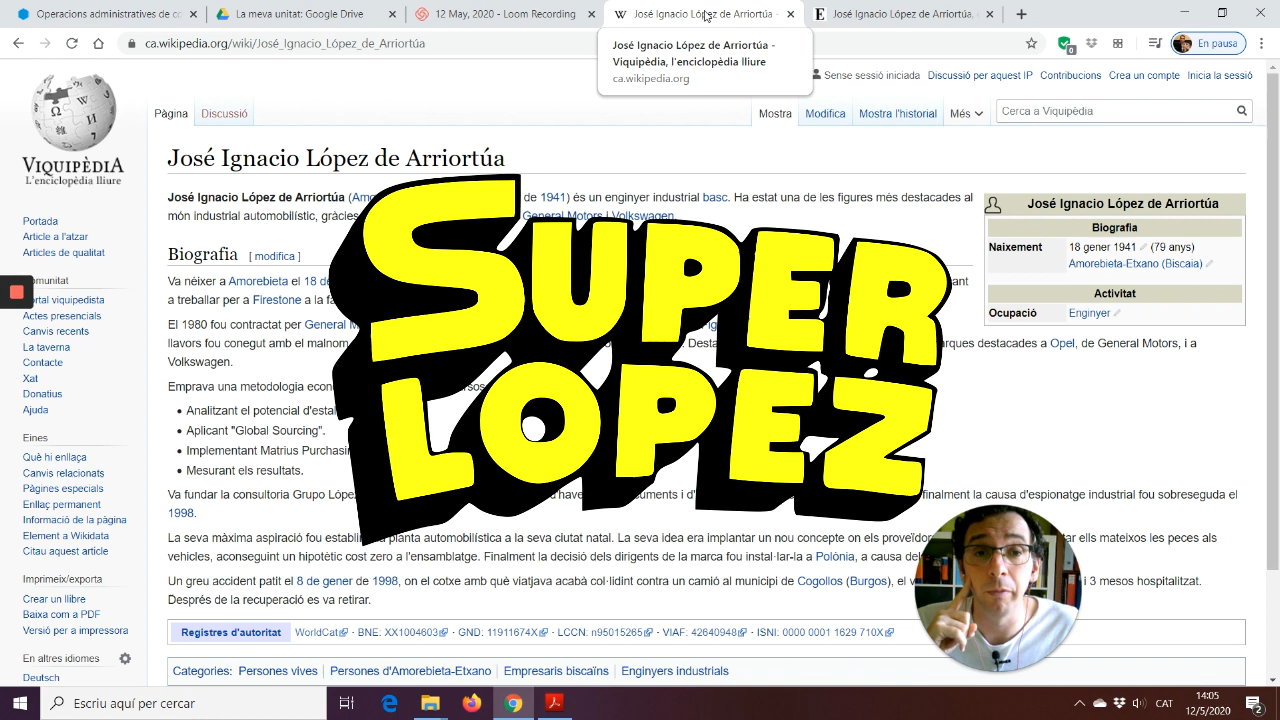 Operacions administratives de co
La meva unitat: Google Drive
12 May, 2020 - Loom Recording
José Ignacio López de Arriortúa -
José Ignacio López de Arriortúa,
ca.wikipedia.org/wiki/José_Ignacio_López_de_Arriortúa
En pausa
José Ignacio López de Arriortúa -
Viquipèdia, l'enciclopèdia lliure
ca.wikipedia.org
Sense sessió iniciada Discussió per aquest IP Contribucions Crea un compte Inicia la sessió
Pàgina Discussió Mostra Modifica Mostra l'historial Més Cerca a Viquipèdia
VIQUIPÈDIA
L'enciclopèdia lliure
Portada
Article a l'atzar
Articles de qualitat
Comunitat
Portal viquipedista
Actes presencials
Canvis recents
La taverna
Contacte
Xat
Donatius
Ajuda
Eines
Què hi enllaça
Canvis relacionats
Pàgines especials
Enllaç permanent
Informació de la pàgina
Element a Wikidata
Citau aquest article
Imprimeix/exporta
Crear un llibre
Baixa com a PDF
Versió per a impressora
En altres idiomes
Deutsch
José Ignacio López de Arriortúa
José Ignacio López de Arriortúa de 1941) és un enginyer industrial basc. Ha estat una de les figures més destacades al
món industrial automobilístic, gràcies General Motors i Volkswagen.
Biografia [ modifica ]
Va néixer a Amorebieta el 18 de
a treballar per a Firestone a la
El 1980 fou contractat per General
llavors fou conegut amb el malnom marques destacades a Opel, de General Motors, i a
Volkswagen.
Emprava una metodologia
Analitzant el potencial
Aplicant "Global Sourcing".
Implementant Matrius
Mesurant els resultats.
Va fundar la consultoria Grupo finalment la causa d'espionatge industrial fou sobreseguda el
1998.
La seva màxima aspiració fou planta automobilística a la seva ciutat natal. La seva idea era implantar un nou concepte on els ells mateixos les peces als
vehicles, aconseguint un hipotètic cost zero a l'ensamblatge. Finalment la decisió dels dirigents de la marca fou instal·lar-la a Polònia, a causa
Un greu accident patit el 8 de gener de 1998, on el cotxe amb què viatjava acabà col·lidint contra un camió al municipi de Cogollos (Burgos), el i 3 mesos hospitalitzat.
Després de la recuperació es va retirar.
José Ignacio López de Arriortúa
Biografia
Naixement 18 gener 1941 (79 anys)
Amorebieta-Etxano (Biscaia)
Activitat
Ocupació Enginyer
SUPER
LOPEZ
Registres d'autoritat WorldCat · BNE: XX1004603 · GND: 11911674X · LCCN: n95015265 · VIAF: 42640948 · ISNI: 0000 0001 1629 710X
Categories: Persones vives | Persones d'Amorebieta-Etxano | Empresaris biscaïns | Enginyers industrials
Escriu aquí per cercar
CAT
14:05
12/5/2020
2